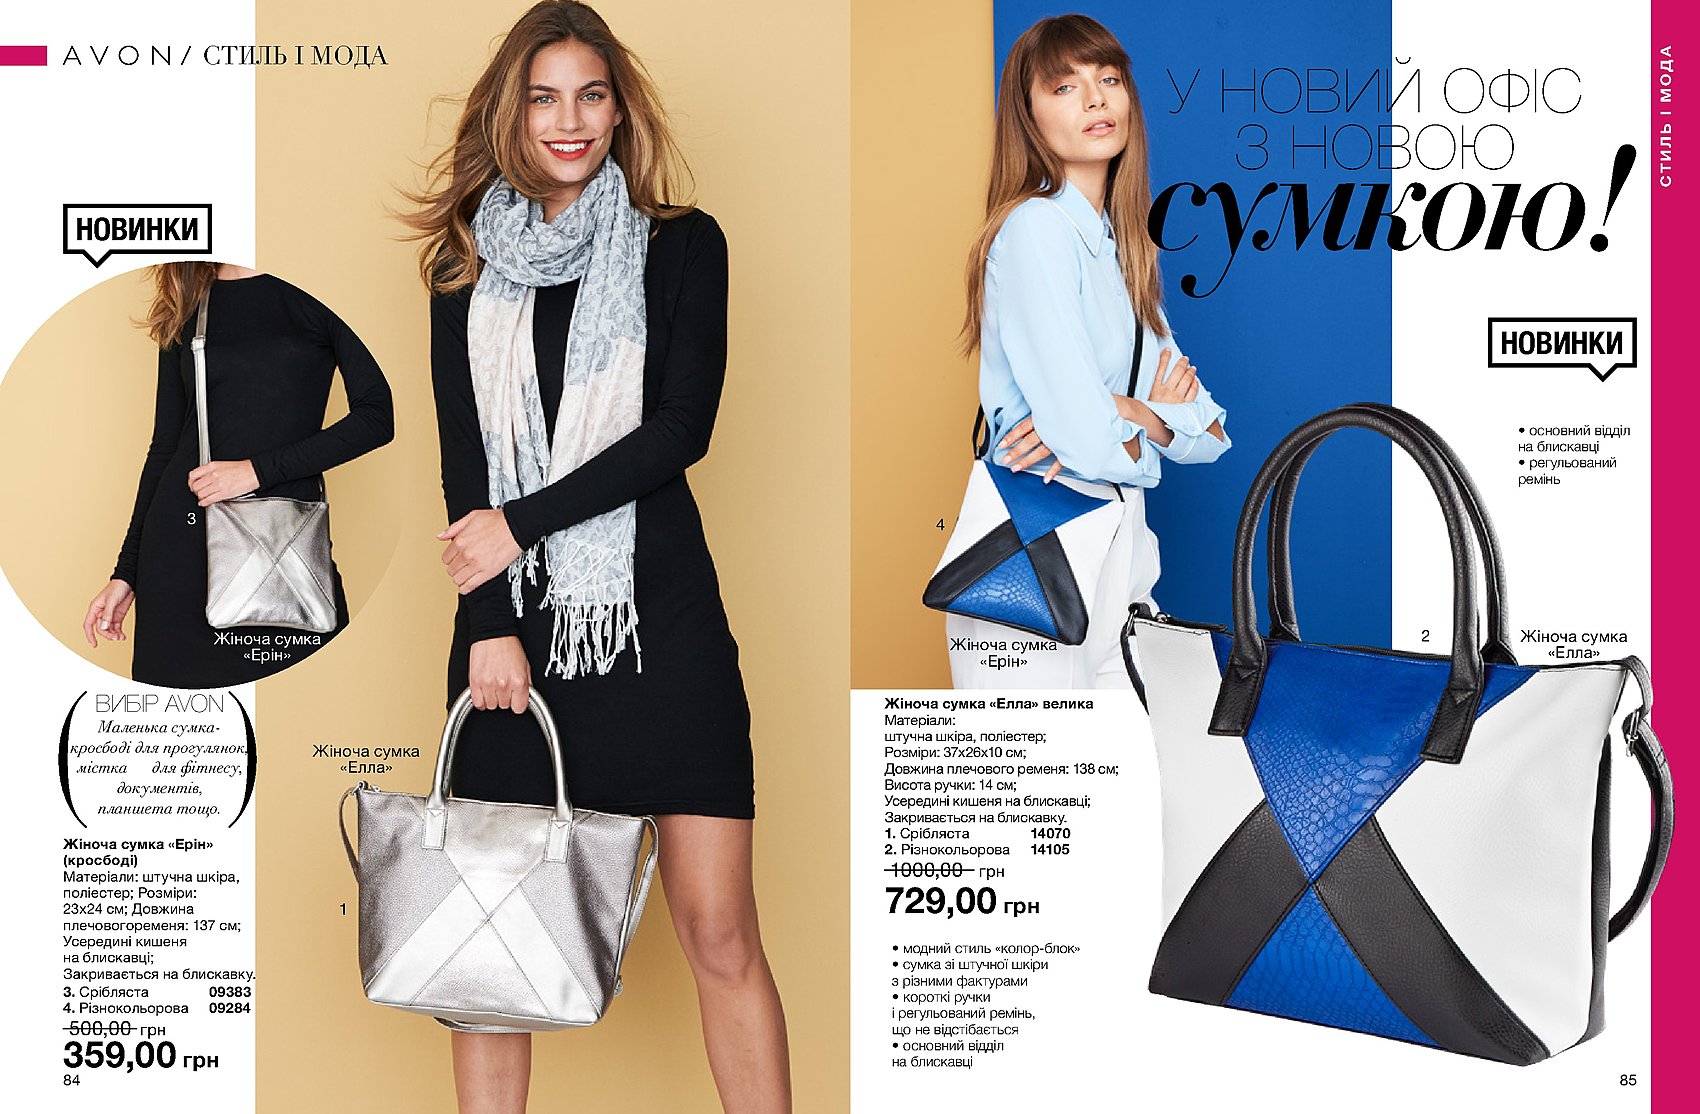 AVON / СТИЛЬ І МОДА
НОВИНКИ
3
Жіноча сумка
«Ерін»
ВИБІР AVON
Маленька сумка-
кросбоді для прогулянок,
містка для фітнесу,
документів,
планшета тощо.
Жіноча сумка «Ерін»
(кросбоді)
Матеріали: штучна шкіра,
поліестер; Розміри:
23х24 см; Довжина
плечовогоременя: 137 см;
Усередині кишеня
на блискавці;
Закривається на блискавку.
3. Срібляста 09383
4. Різнокольорова 09284
500,00 грн
359,00 грн
84
Жіноча сумка
«Елла»
1
У НОВИЙ ОФІС
З НОВОЮ
сумкою!
СТИЛЬ І МОДА
НОВИНКИ
• основний відділ
на блискавці
• регульований
ремінь
4
Жіноча сумка
«Ерін»
2
Жіноча сумка
«Елла»
Жіноча сумка «Елла» велика
Матеріали:
штучна шкіра, поліестер;
Розміри: 37х26х10 см;
Довжина плечового ременя: 138 см;
Висота ручки: 14 см;
Усередині кишеня на блискавці;
Закривається на блискавку.
1. Срібляста 14070
2. Різнокольорова 14105
1000,00 грн
729,00 грн
• модний стиль «колор-блок»
• сумка зі штучної шкіри
з різними фактурами
• короткі ручки
і регульований ремінь,
що не відстібається
• основний відділ
на блискавці
85